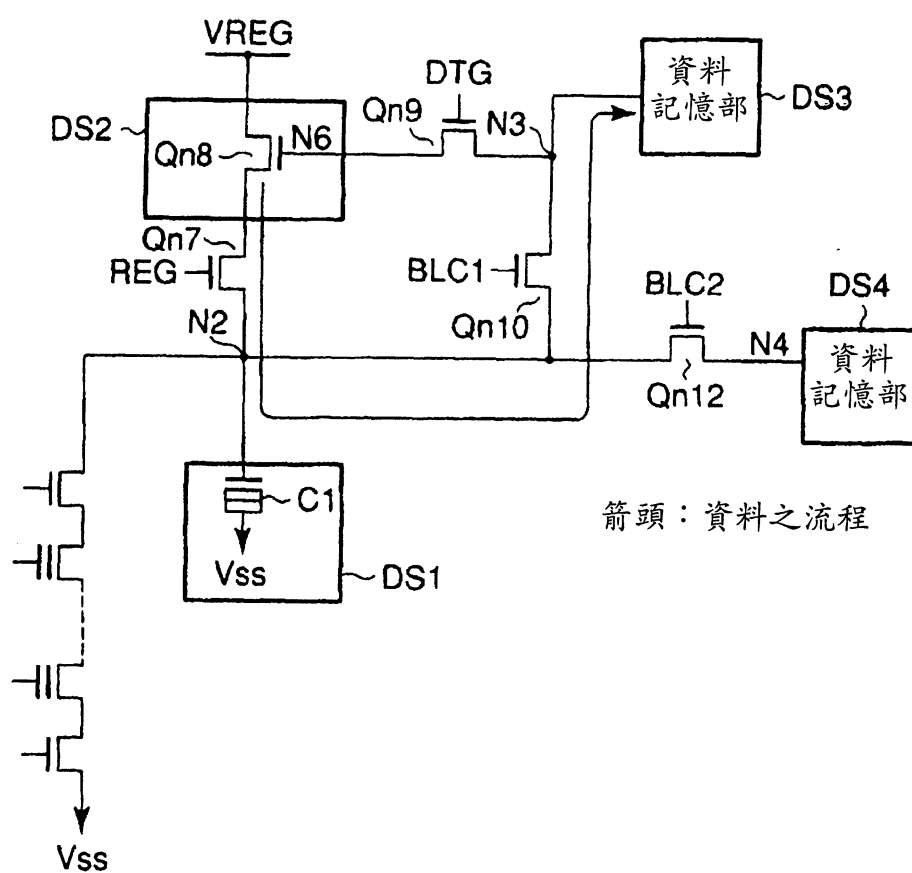 VREG
DTG
資料
記憶部
DS3
DS2
Qn9
N3
N6
Qn8
Qn7
REG
BLC1
BLC2
DS4
Qn10
N2
N4
資料
記憶部
Qn12
C1
箭頭：資料之流程
Vss
DS1
Vss